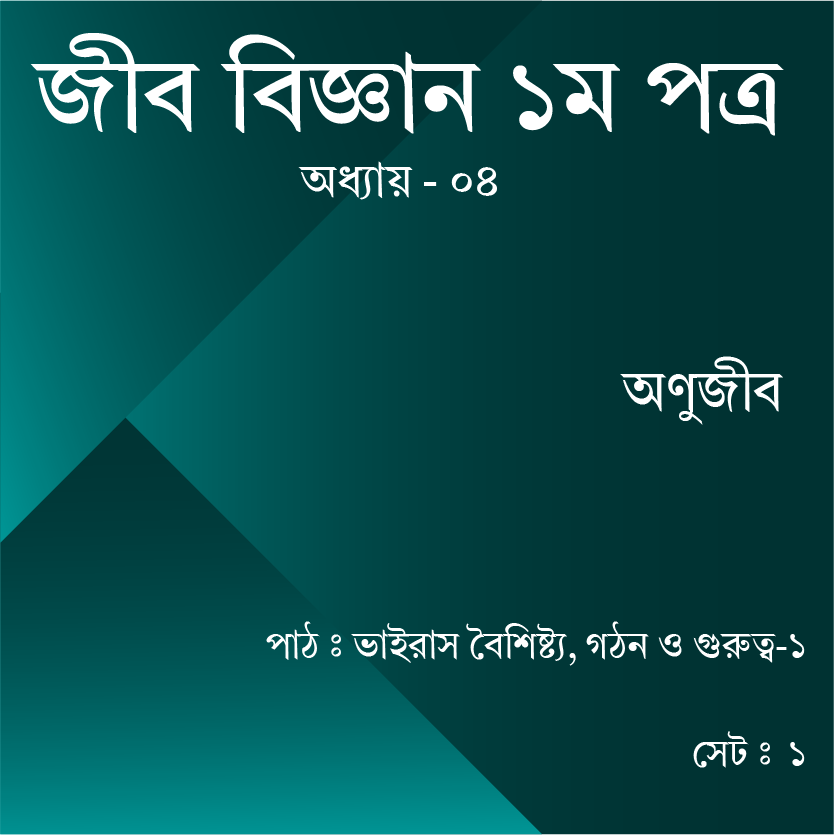 জীব বিজ্ঞান ১ম পত্র
অধ্যায় - ০৪
অণুজীব
পাঠ ঃ ভাইরাস বৈশিষ্ট্য, গঠন ও গুরুত্ব-১
সেট ঃ ১